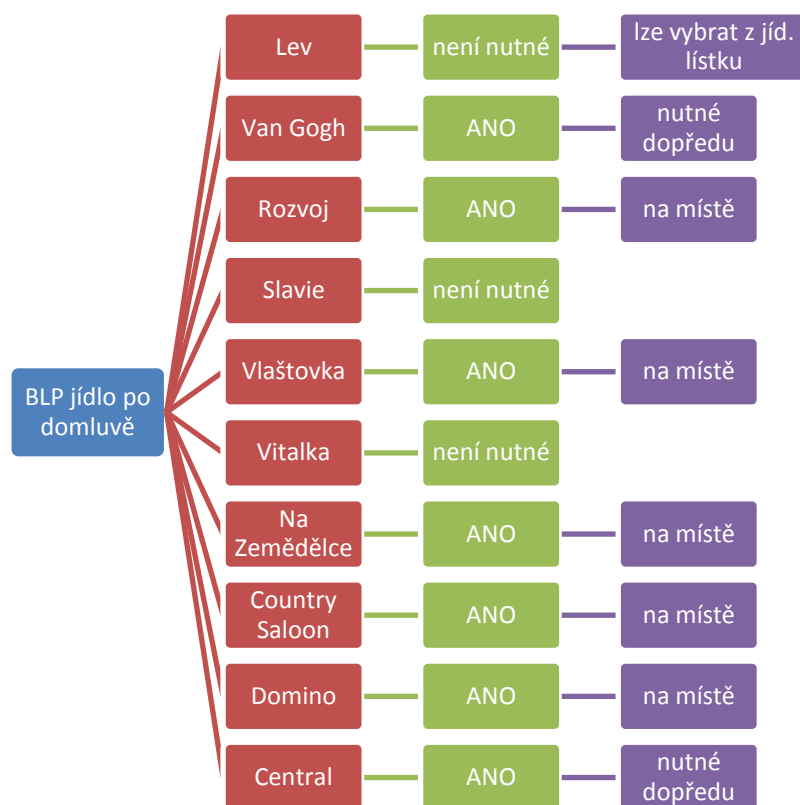 BLP jídlo po
domluvě
Lev
není nutné
lze vybrat z jíd.
lístku
Van Gogh
ANO
nutné
dopředu
Rozvoj
ANO
na místě
Slavie
není nutné
Vlaštovka
ANO
na místě
Vitalka
není nutné
Na
Zemědělce
ANO
na místě
Country
Saloon
ANO
na místě
Domino
ANO
na místě
Central
ANO
nutné
dopředu